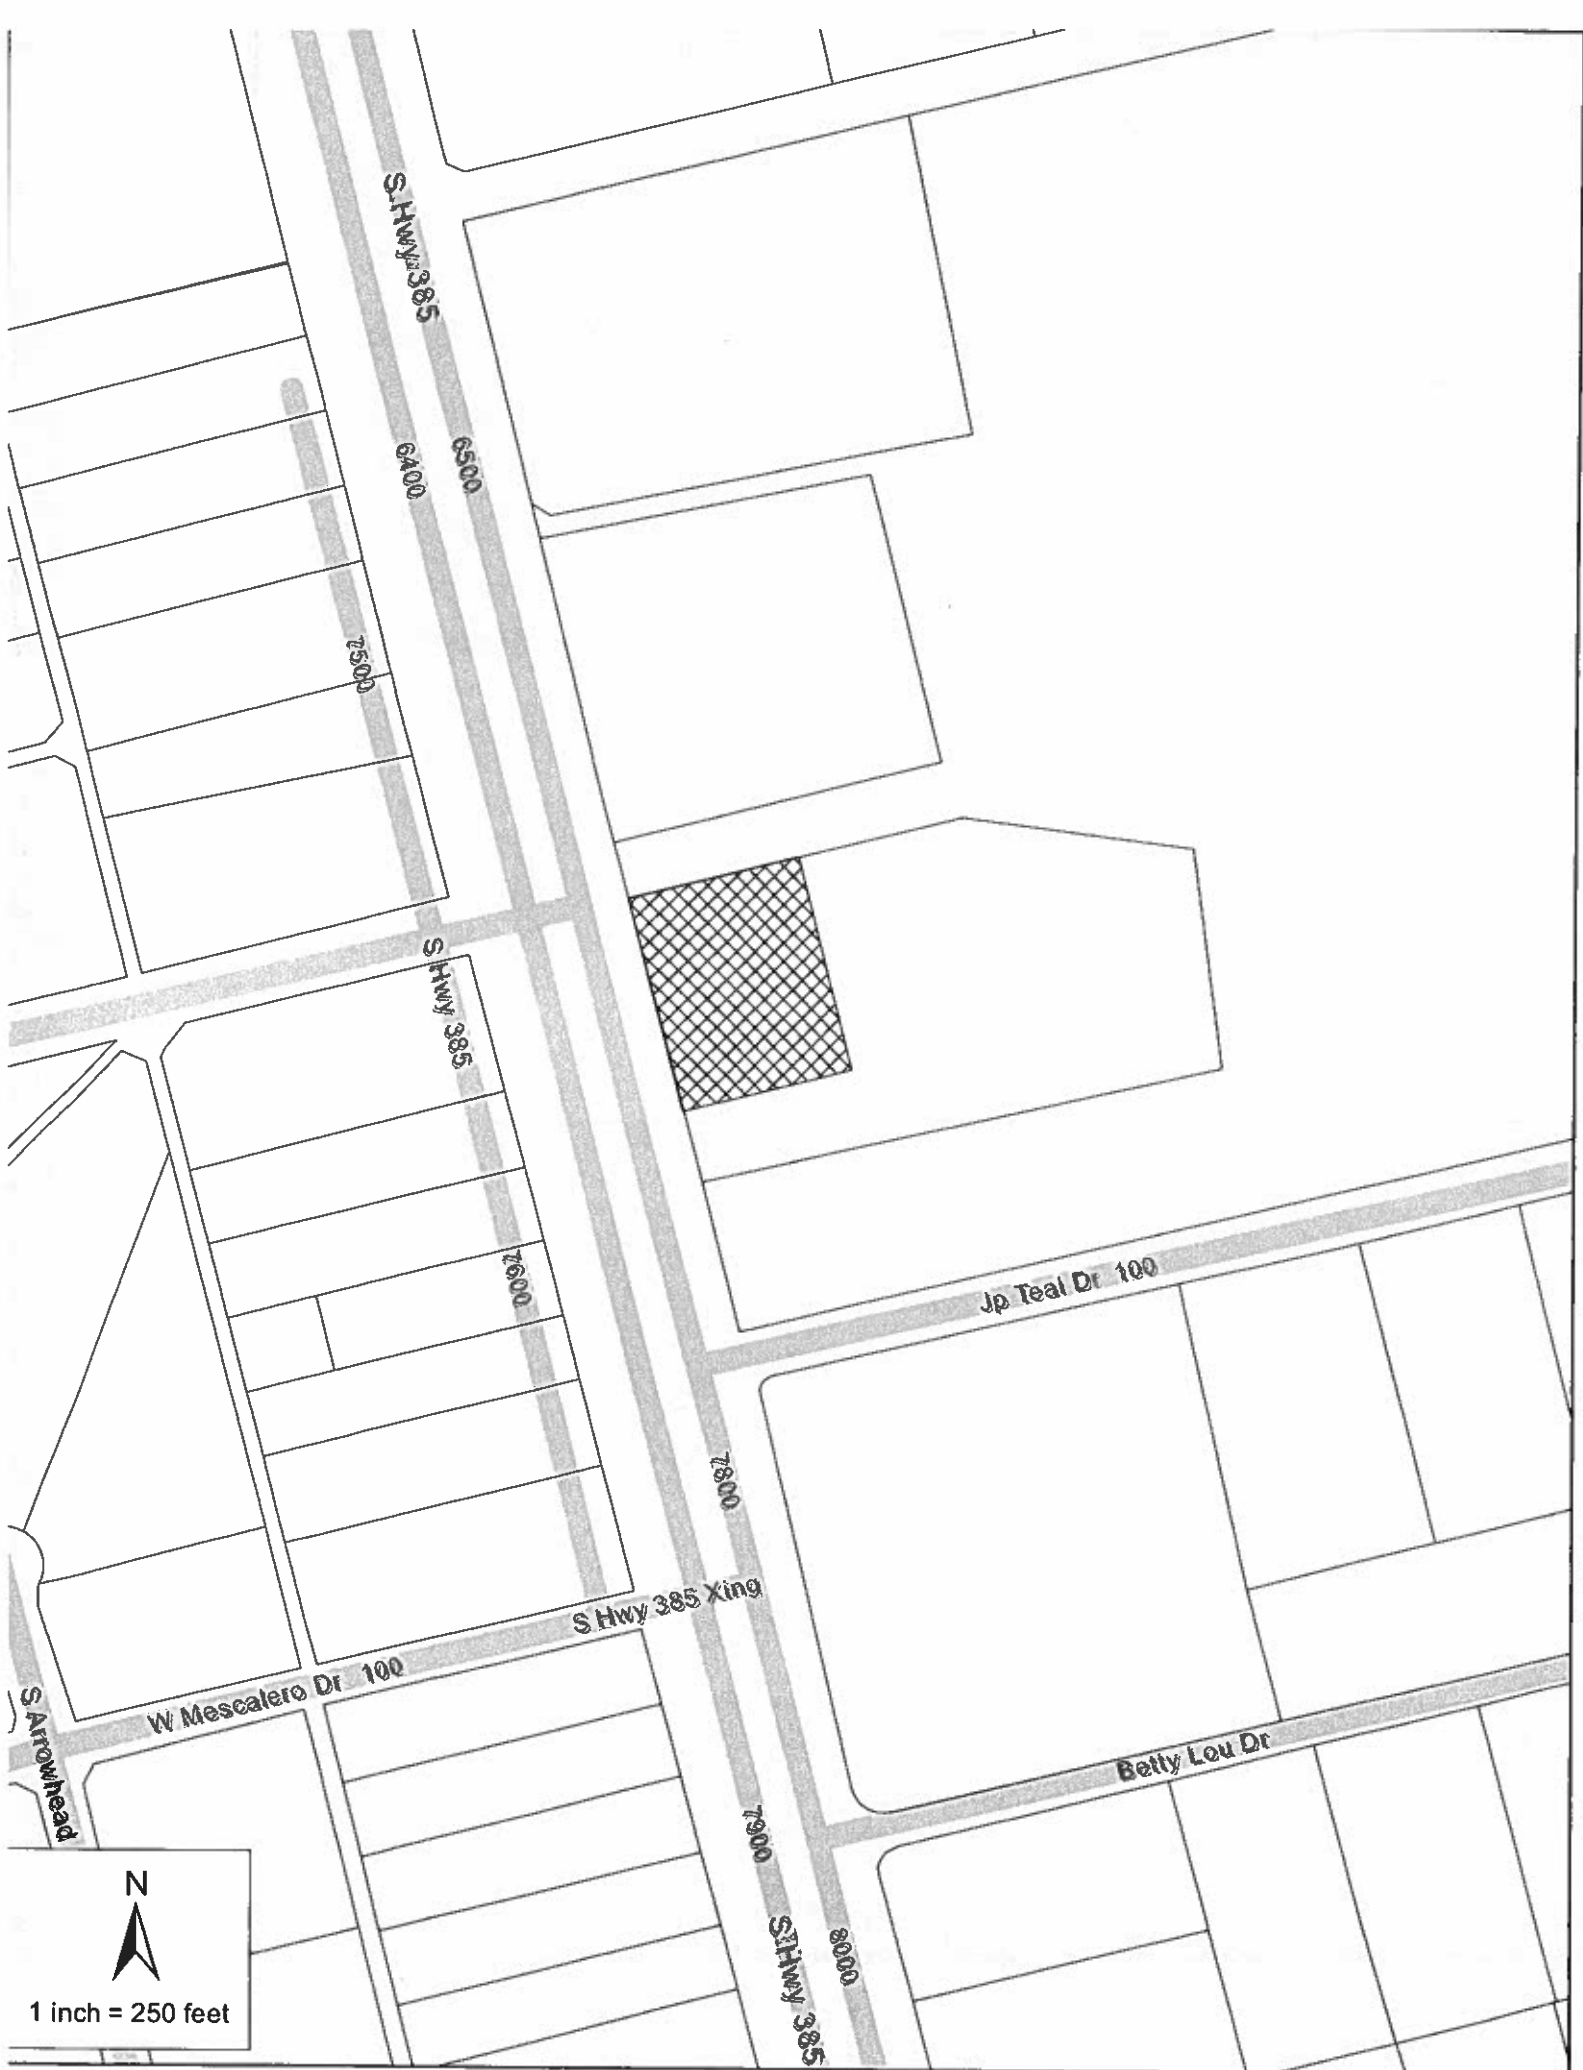 S Hwy 385
6400
6500
7500
S Hwy 385
7600
Jp Teal Dr 100
7800
S Hwy 385 Xing
W Mescalero Dr 100
S Arrowhead
Betty Lou Dr
7900
8000
S Hwy 385
N
1 inch = 250 feet